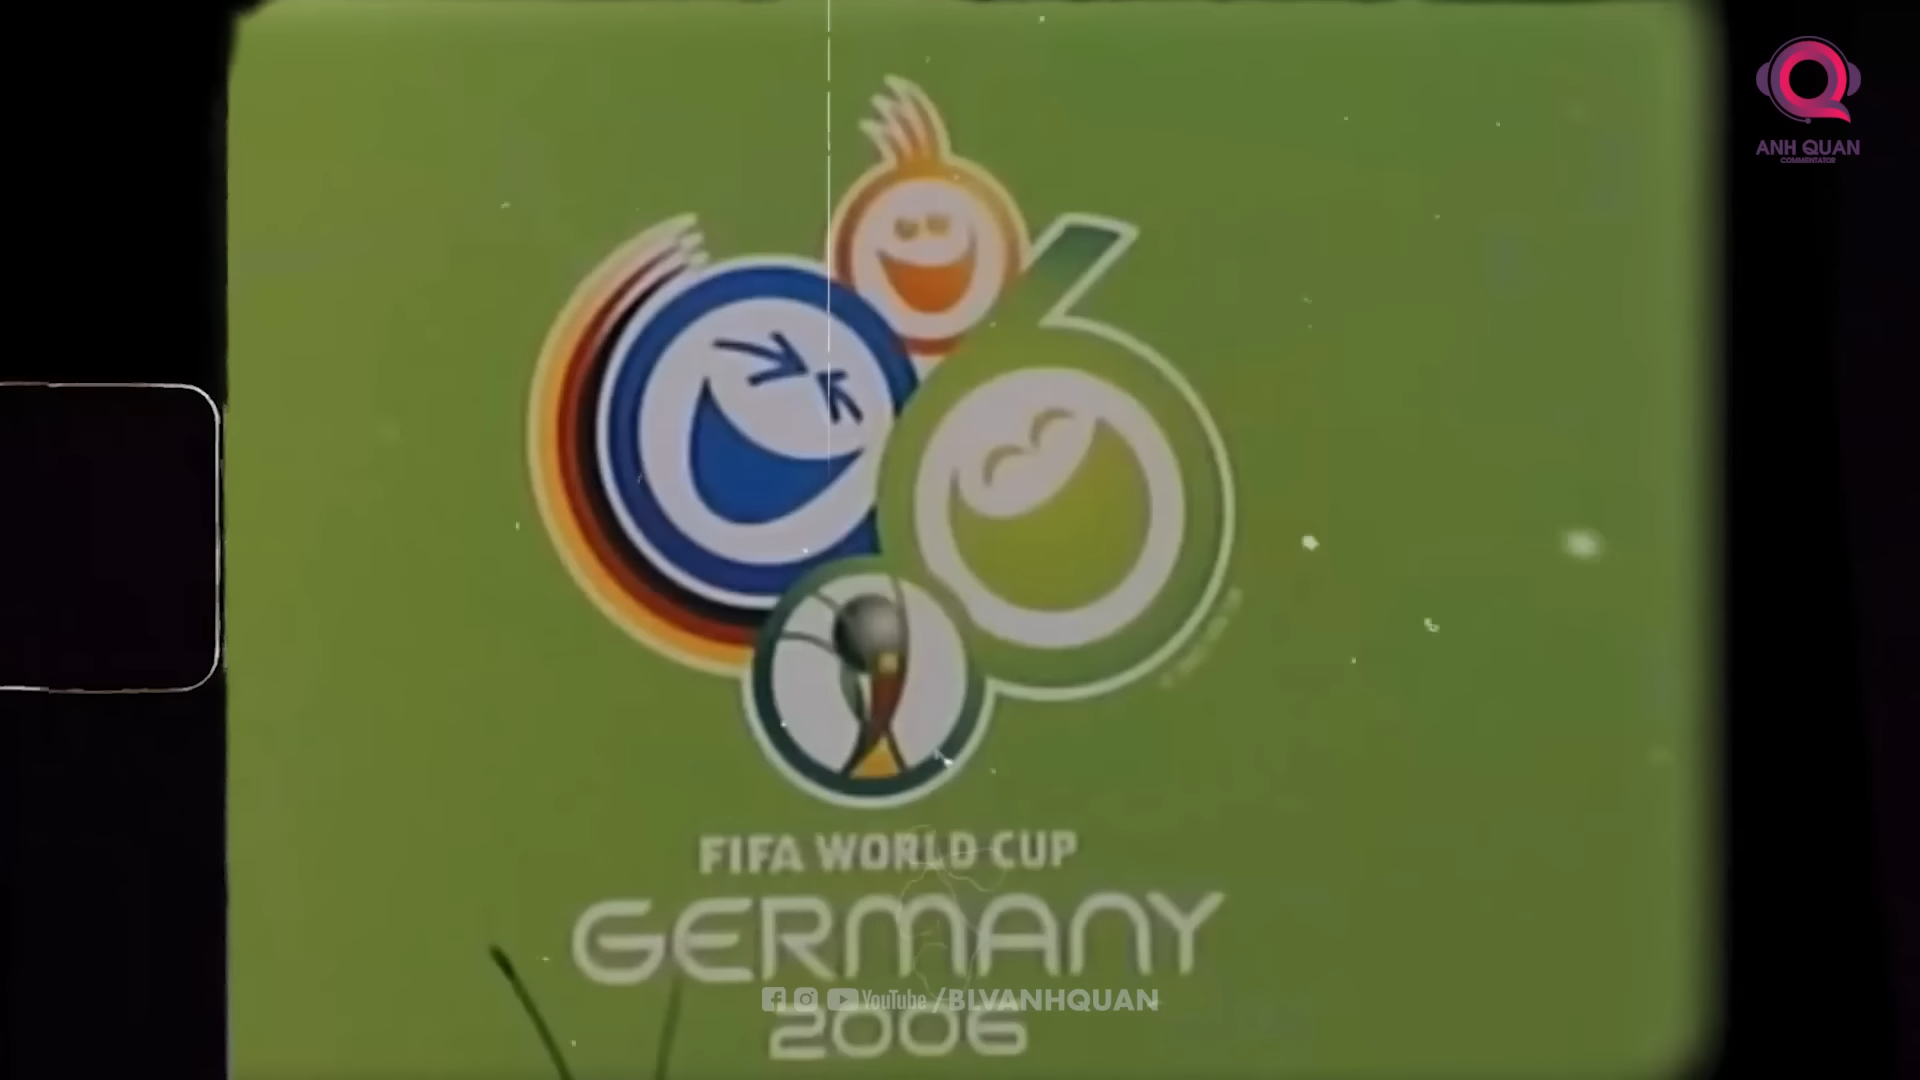 ANH QUAN
COMMENTATOR
FIFA WORLD CUP
GERMANY
YouTube /BLVANHQUAN
2006